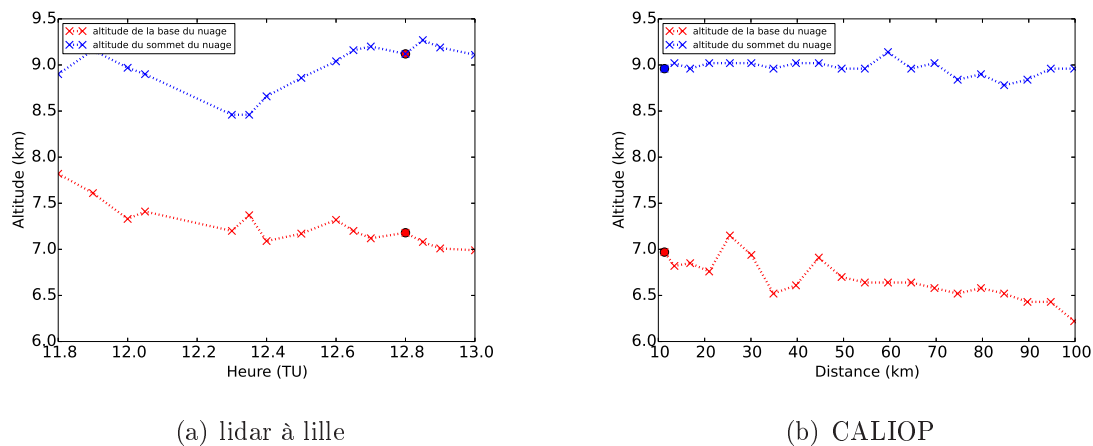 9.5
9.0
8.5
8.0
7.5
7.0
6.5
6.0
Altitude (km)
altitude de la base du nuage
altitude du sommet du nuage
11.8 12.0 12.2 12.4 12.6 12.8 13.0
Heure (TU)
(a) lidar à lille
9.5
9.0
8.5
8.0
7.5
7.0
6.5
6.0
Altitude (km)
altitude de la base du nuage
altitude du sommet du nuage
10 20 30 40 50 60 70 80 90 100
Distance (km)
(b) CALIOP